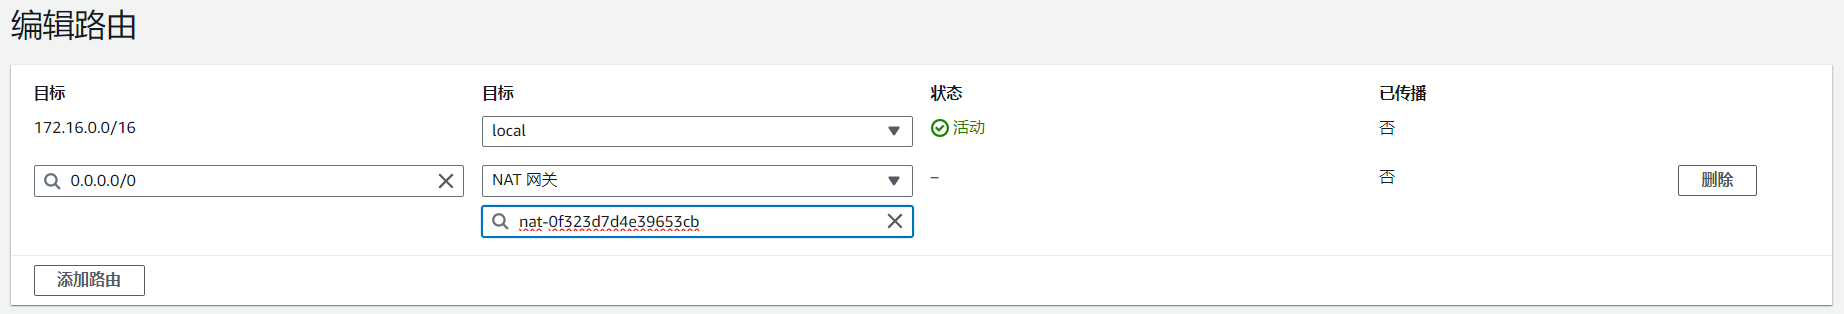 编辑路由
目标 目标 状态 已传播
172.16.0.0/16 local 活动 否
0.0.0.0/0 NAT 网关 – 否 删除
nat-0f323d7d4e39653cb
添加路由